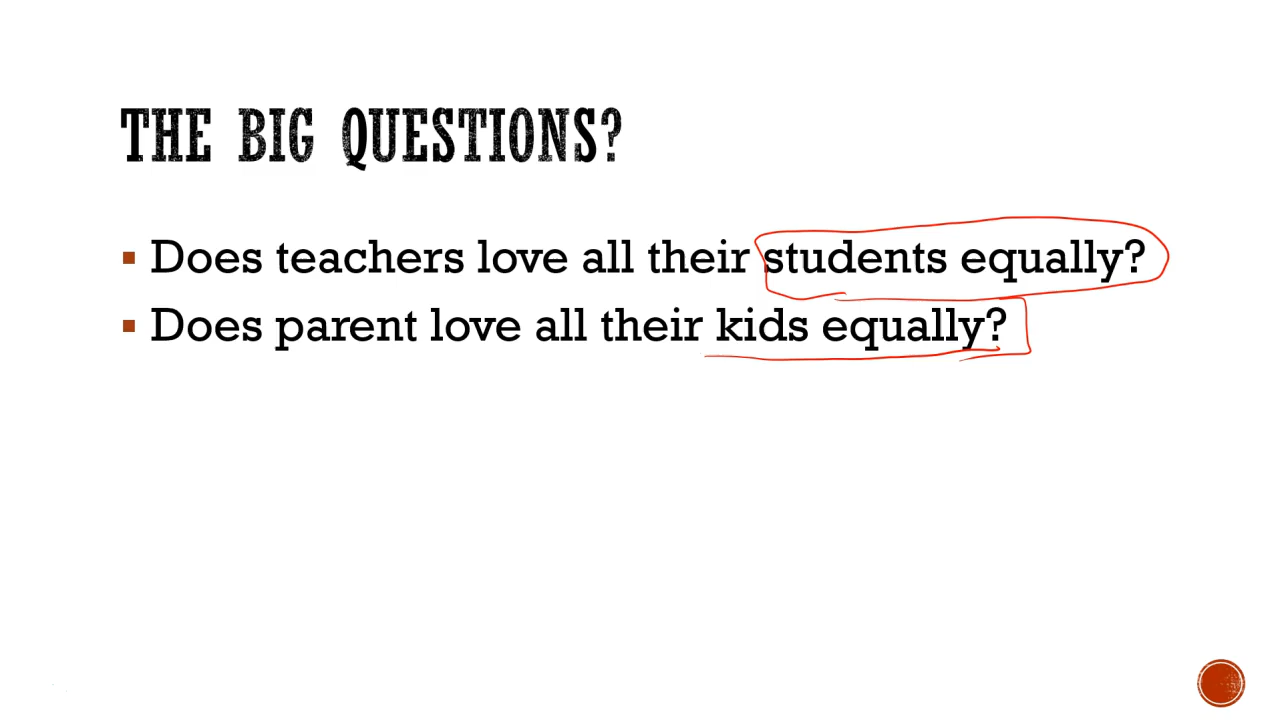 THE BIG QUESTIONS?
Does teachers love all their students equally?
Does parent love all their kids equally?